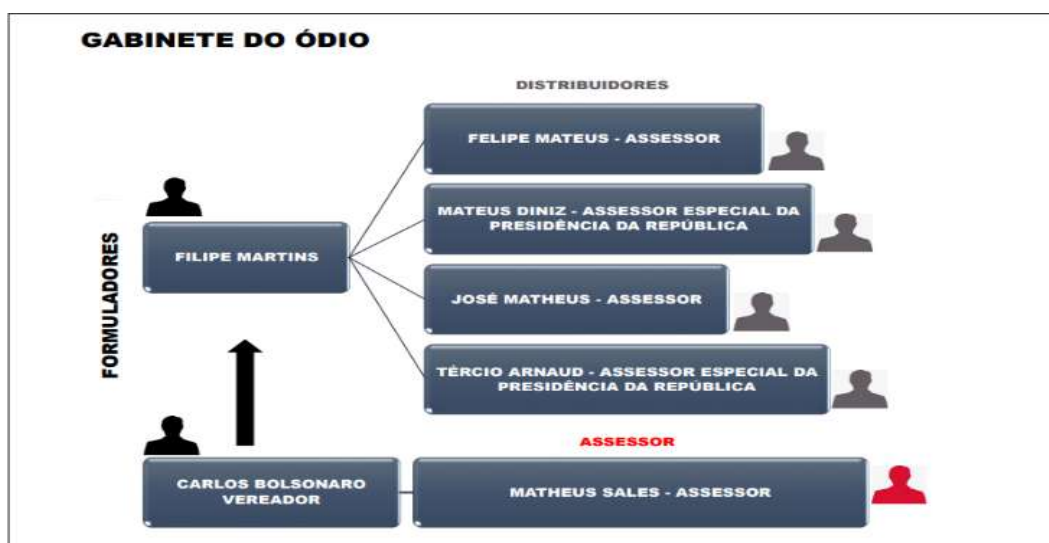 GABINETE DO ÓDIO
DISTRIBUIDORES
FELIPE MATEUS - ASSESSOR
MATEUS DINIZ - ASSESSOR ESPECIAL DA
PRESIDÊNCIA DA REPÚBLICA
FORMULADORES
FILIPE MARTINS
JOSÉ MATHEUS - ASSESSOR
TÉRCIO ARNAUD - ASSESSOR ESPECIAL DA
PRESIDÊNCIA DA REPÚBLICA
ASSESSOR
CARLOS BOLSONARO
VEREADOR
MATHEUS SALES - ASSESSOR